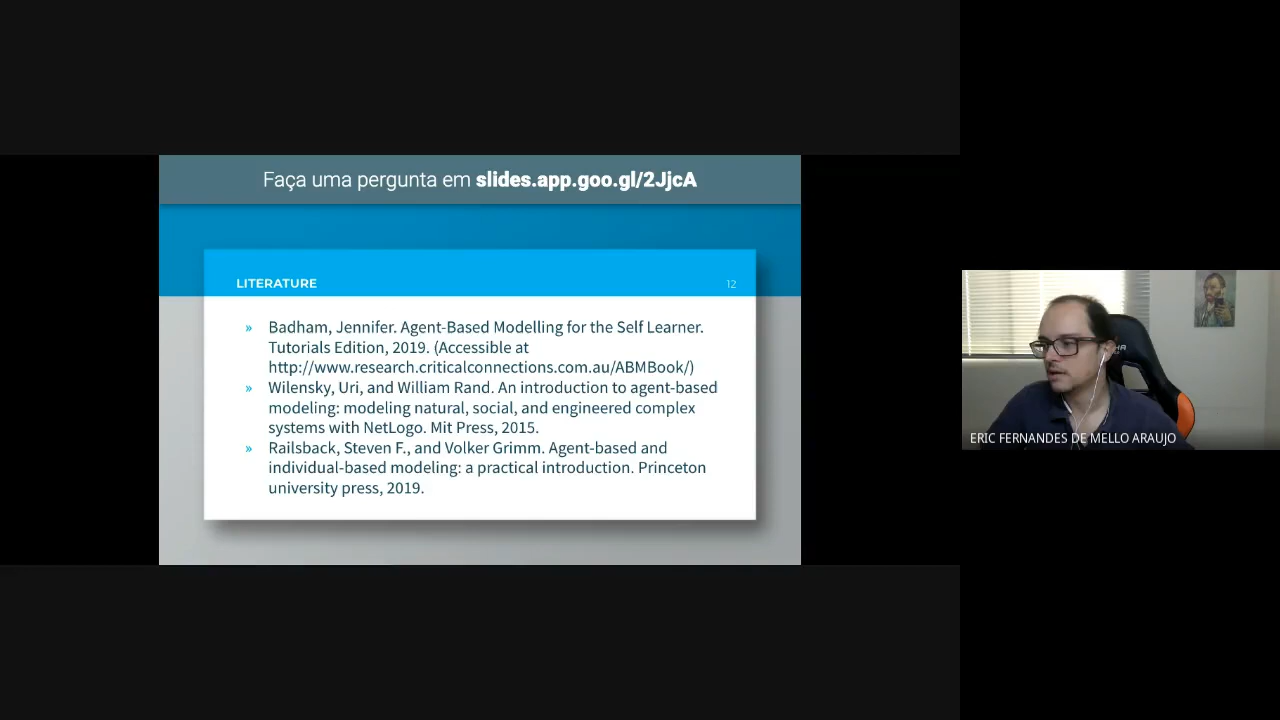 Faça uma pergunta em slides.app.goo.gl/2JjcA
LITERATURE
12
» Badham, Jennifer. Agent-Based Modelling for the Self Learner.
Tutorials Edition, 2019. (Accessible at
http://www.research.criticalconnections.com.au/ABMBook/)
» Wilensky, Uri, and William Rand. An introduction to agent-based
modeling: modeling natural, social, and engineered complex
systems with NetLogo. Mit Press, 2015.
» Railsback, Steven F., and Volker Grimm. Agent-based and
individual-based modeling: a practical introduction. Princeton
university press, 2019.
ERIC FERNANDES DE MELLO ARAUJO